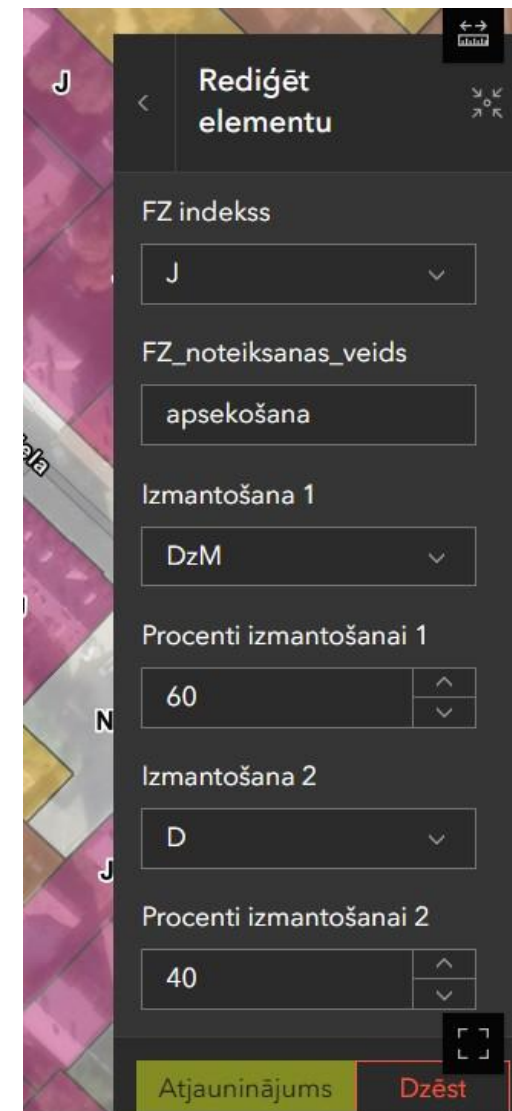 J
Rediģēt
elementu
FZ indekss
J
FZ_noteiksanas_veids
apsekošana
Izmantošana 1
DzM
Procenti izmantošanai 1
60
N
Izmantošana 2
D
J
Procenti izmantošanai 2
40
Atjauninājums
Dzēst